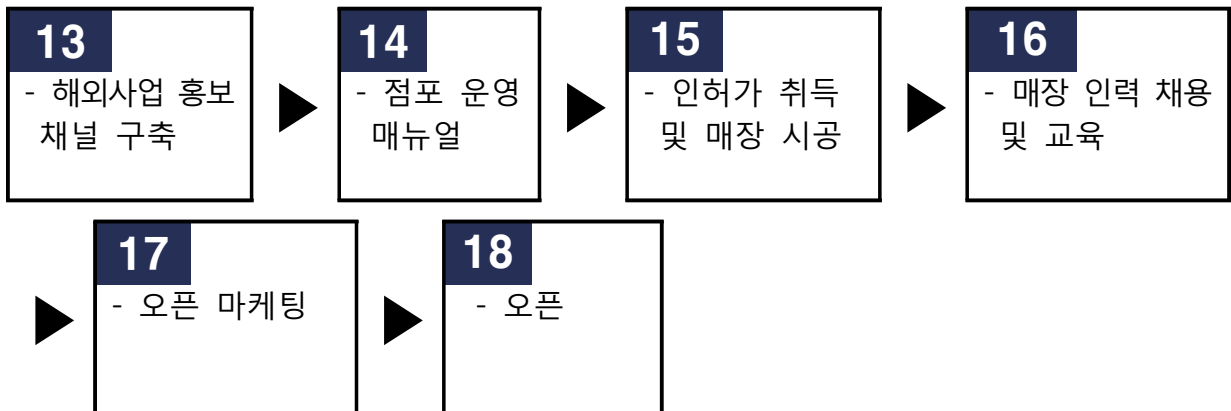 13
- 해외사업 홍보
채널 구축
14
- 점포 운영
매뉴얼
15
- 인허가 취득
및 매장 시공
16
- 매장 인력 채용
및 교육
17
- 오픈 마케팅
18
- 오픈